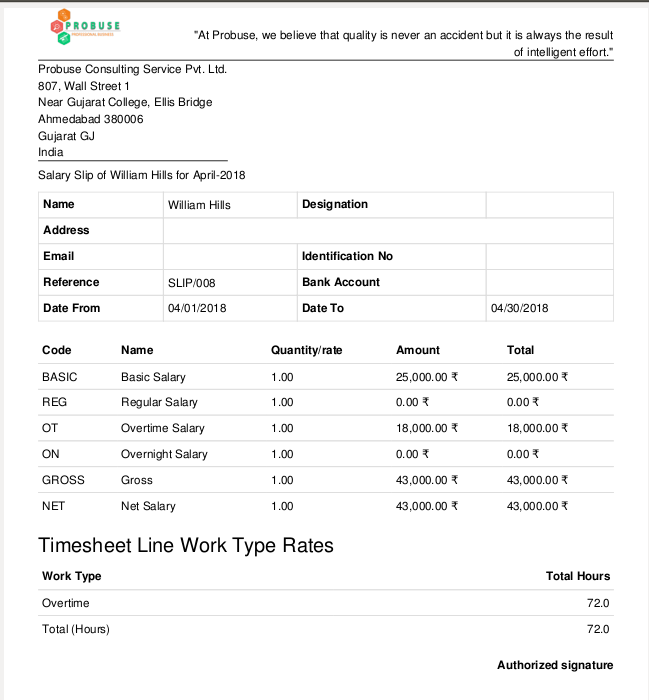 PROBUSE
"At Probuse, we believe that quality is never an accident but it is always the result
of intelligent effort."
Probuse Consulting Service Pvt. Ltd.
807, Wall Street 1
Near Gujarat College, Ellis Bridge
Ahmedabad 380006
Gujarat GJ
India
Salary Slip of William Hills for April-2018
Name William Hills Designation
Address
Email Identification No
Reference SLIP/008 Bank Account
Date From 04/01/2018 Date To 04/30/2018
Code Name Quantity/rate Amount Total
BASIC Basic Salary 1.00 25,000.00 ₹ 25,000.00 ₹
REG Regular Salary 1.00 0.00 ₹ 0.00 ₹
OT Overtime Salary 1.00 18,000.00 ₹ 18,000.00 ₹
ON Overnight Salary 1.00 0.00 ₹ 0.00 ₹
GROSS Gross 1.00 43,000.00 ₹ 43,000.00 ₹
NET Net Salary 1.00 43,000.00 ₹ 43,000.00 ₹
Timesheet Line Work Type Rates
Work Type Total Hours
Overtime 72.0
Total (Hours) 72.0
Authorized signature